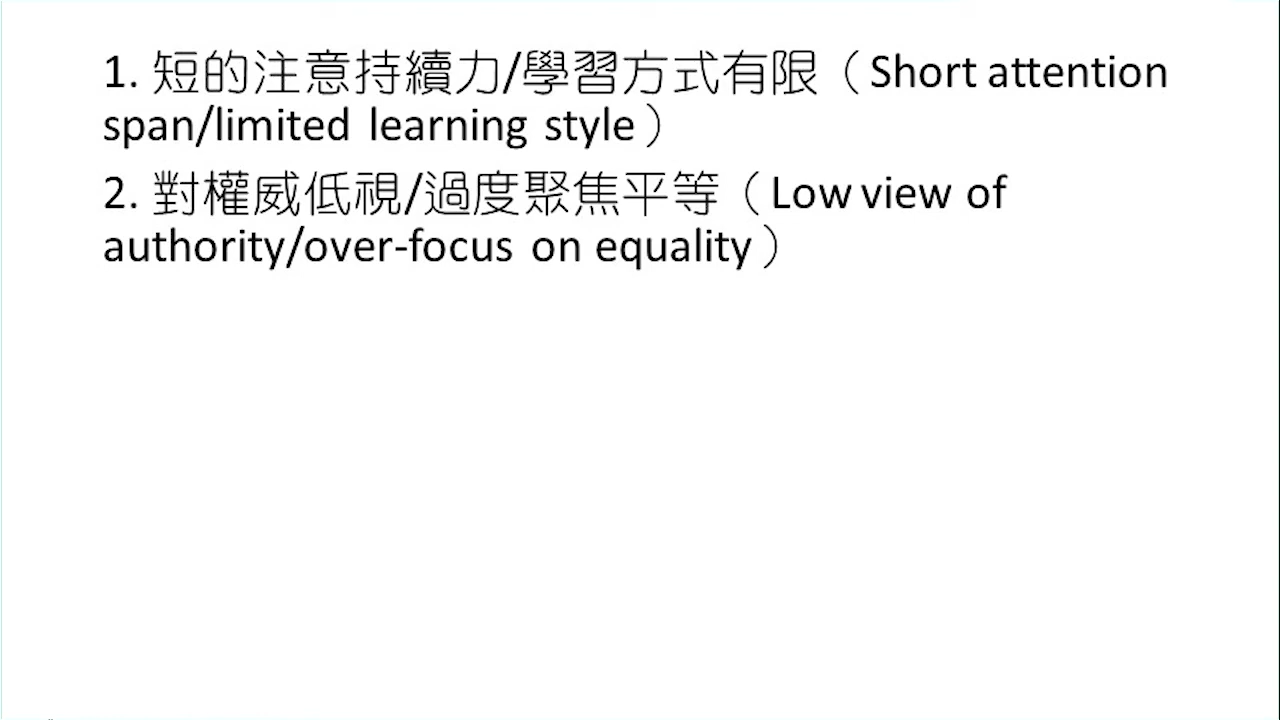 1. 短的注意持續力/學習方式有限（Short attention
span/limited learning style）
2. 對權威低視/過度聚焦平等（Low view of
authority/over-focus on equality）